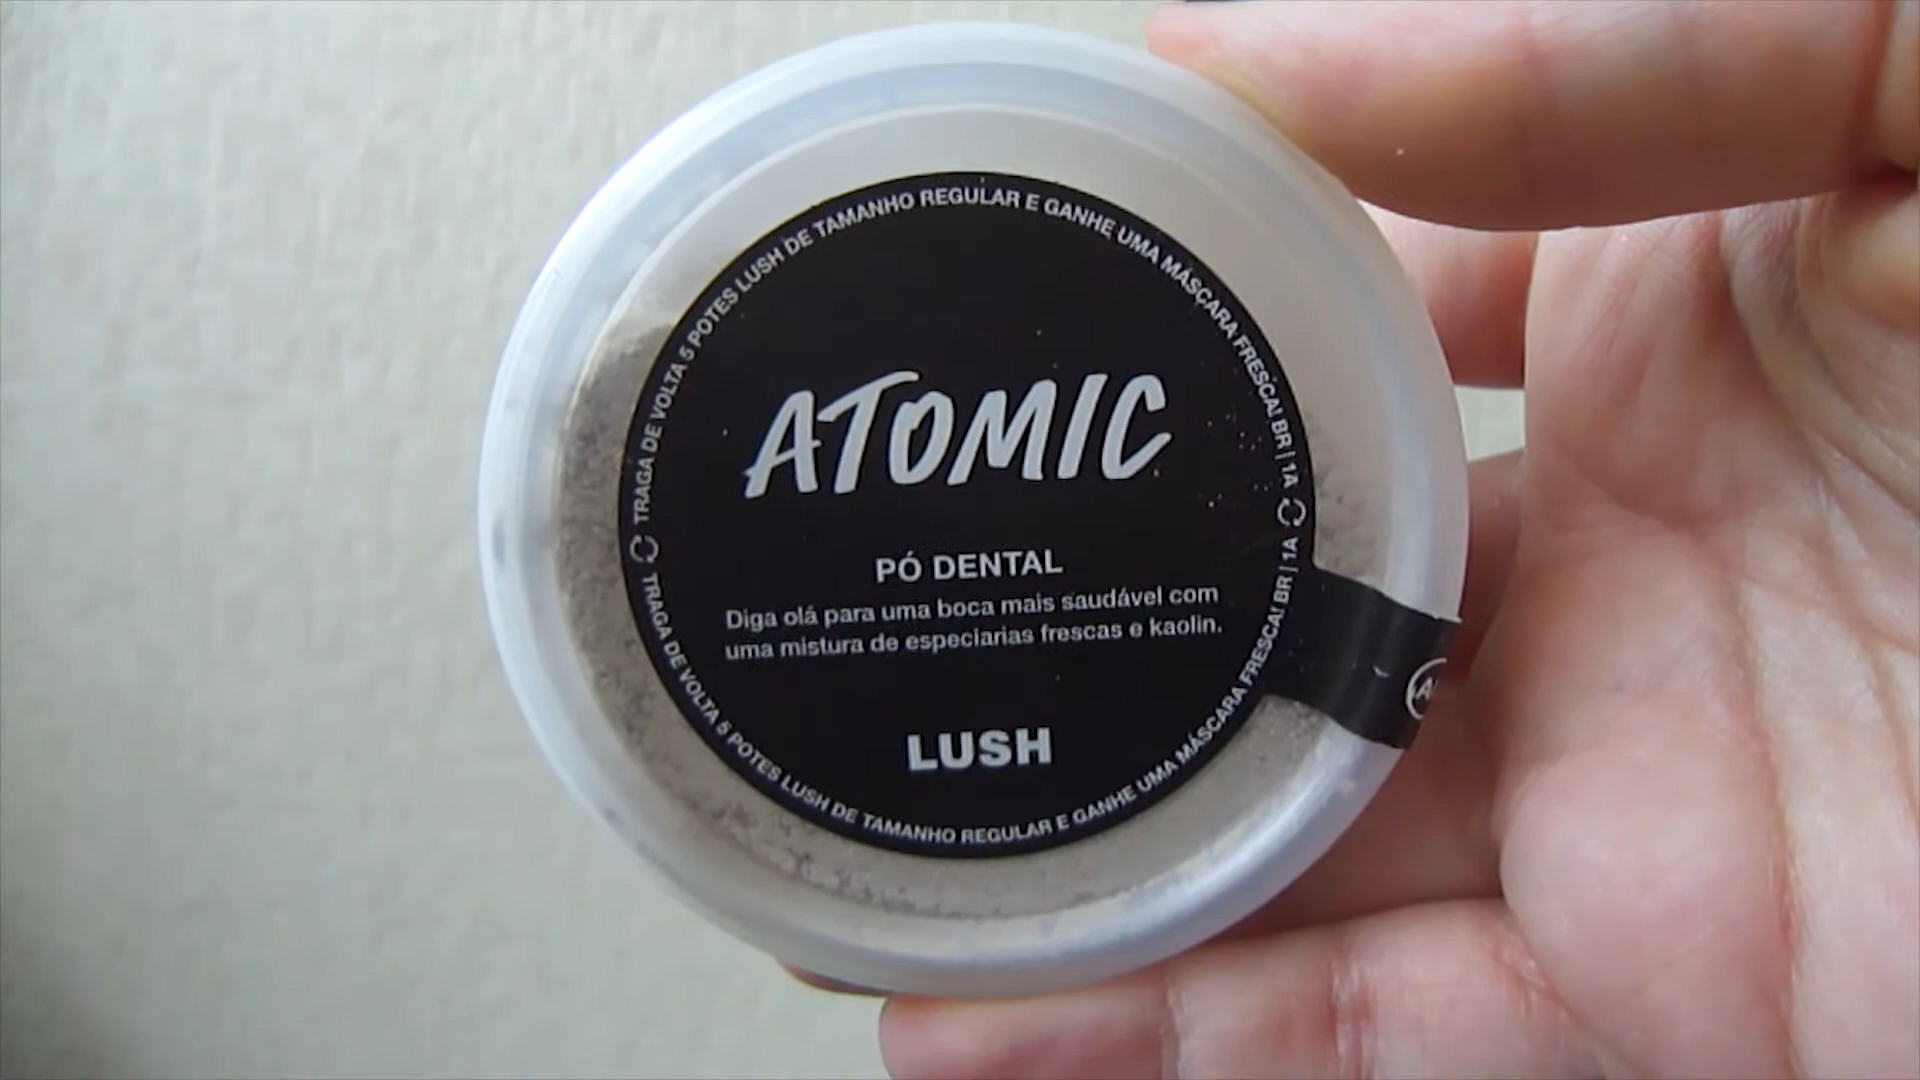 TRAGA DE VOLTA 5 POTES LUSH DE TAMANHO REGULAR E GANHE UMA MÁSCARA FRESCA! BR | 1A
ATOMIC
PÓ DENTAL
Diga olá para uma boca mais saudável com
uma mistura de especiarias frescas e kaolin.
LUSH
TRAGA DE VOLTA 5 POTES LUSH DE TAMANHO REGULAR E GANHE UMA MÁSCARA FRESCA! BR | 1A